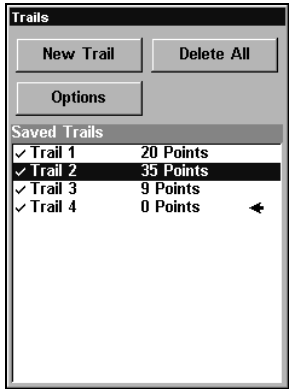 Trails
New Trail Delete All
Options
Saved Trails
✓ Trail 1 20 Points
✓ Trail 2 35 Points
✓ Trail 3 9 Points
✓ Trail 4 0 Points